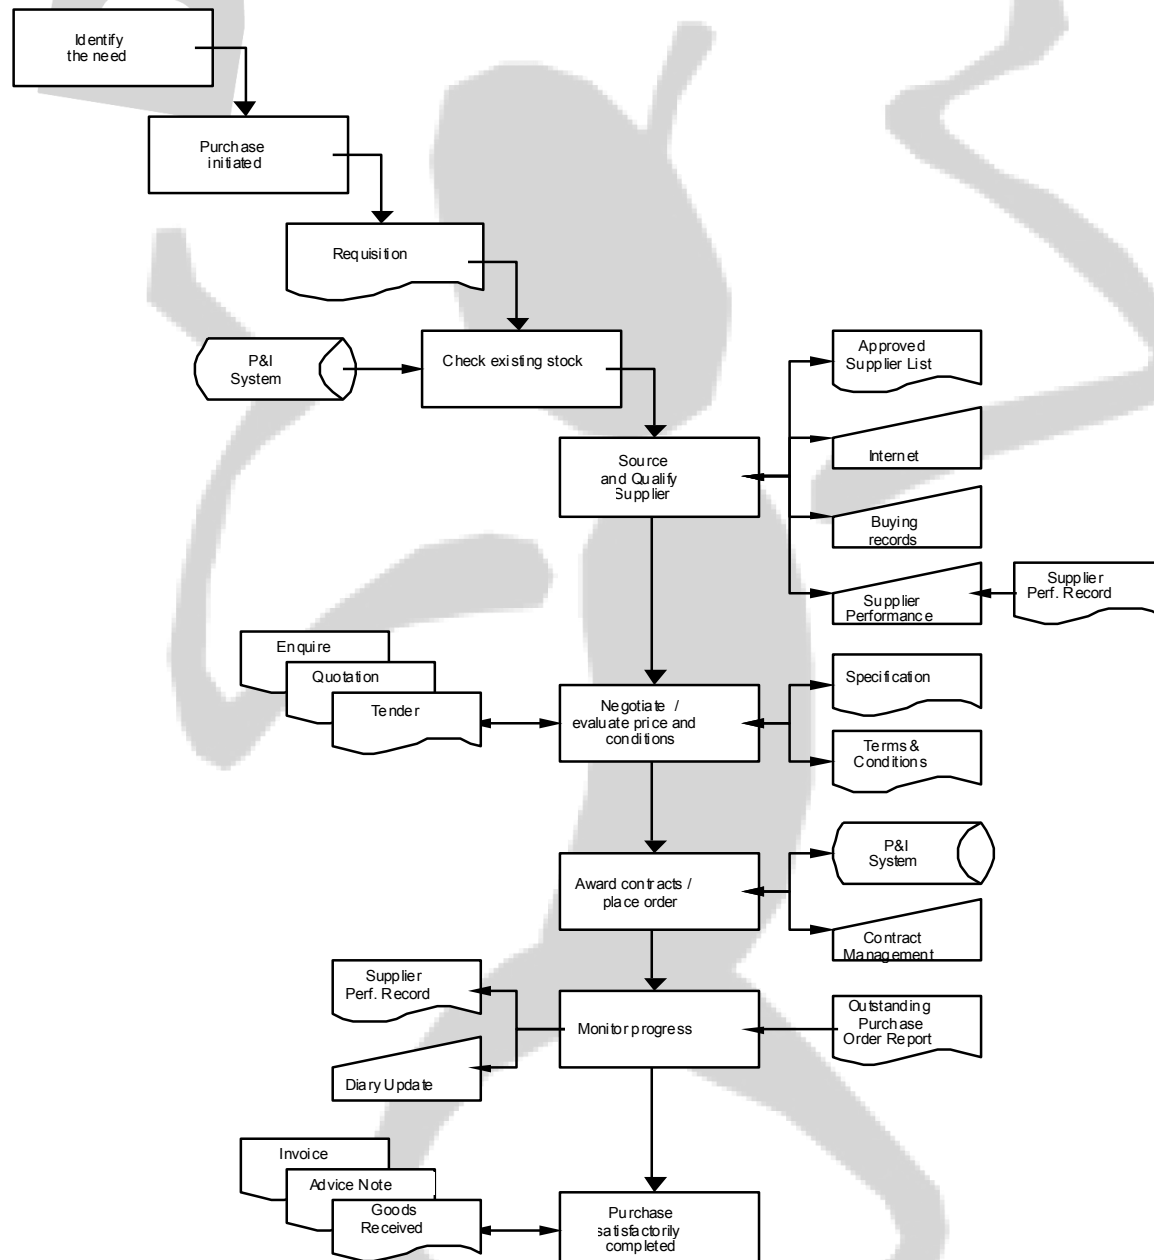 Identify
the need
Purchase
initiated
Requisition
P&I
System
Check existing stock
Approved
Supplier List
Source
and Qualify
Supplier
Internet
Buying
records
Supplier
Performance
Supplier
Perf. Record
Enquire
Quotation
Tender
Negotiate /
evaluate price and
conditions
Specification
Terms &
Conditions
P&I
System
Award contracts /
place order
Contract
Management
Supplier
Perf. Record
Monitor progress
Outstanding
Purchase
Order Report
Diary Update
Invoice
Advice Note
Goods
Received
Purchase
satisfactorily
completed